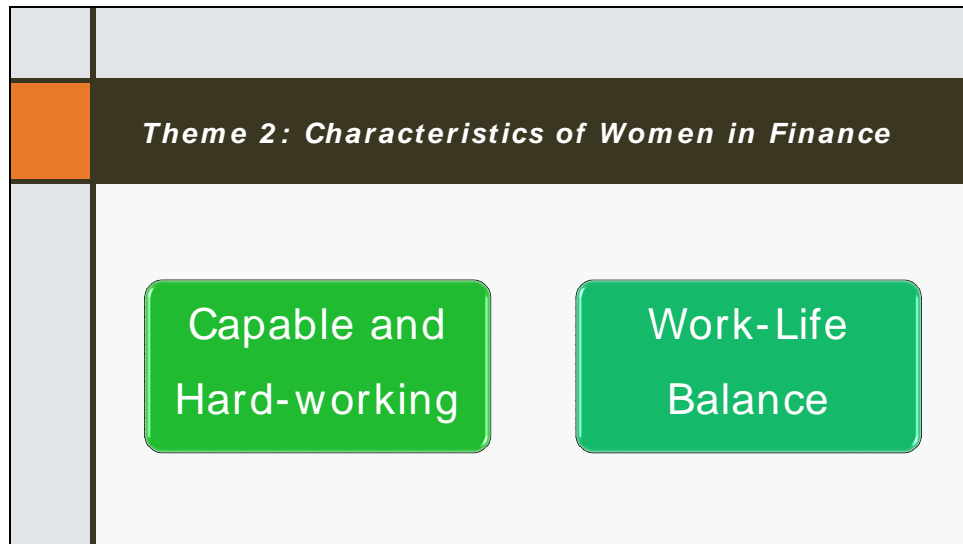 Theme 2: Characteristics of Women in Finance
Capable and
Hard-working
Work-Life
Balance